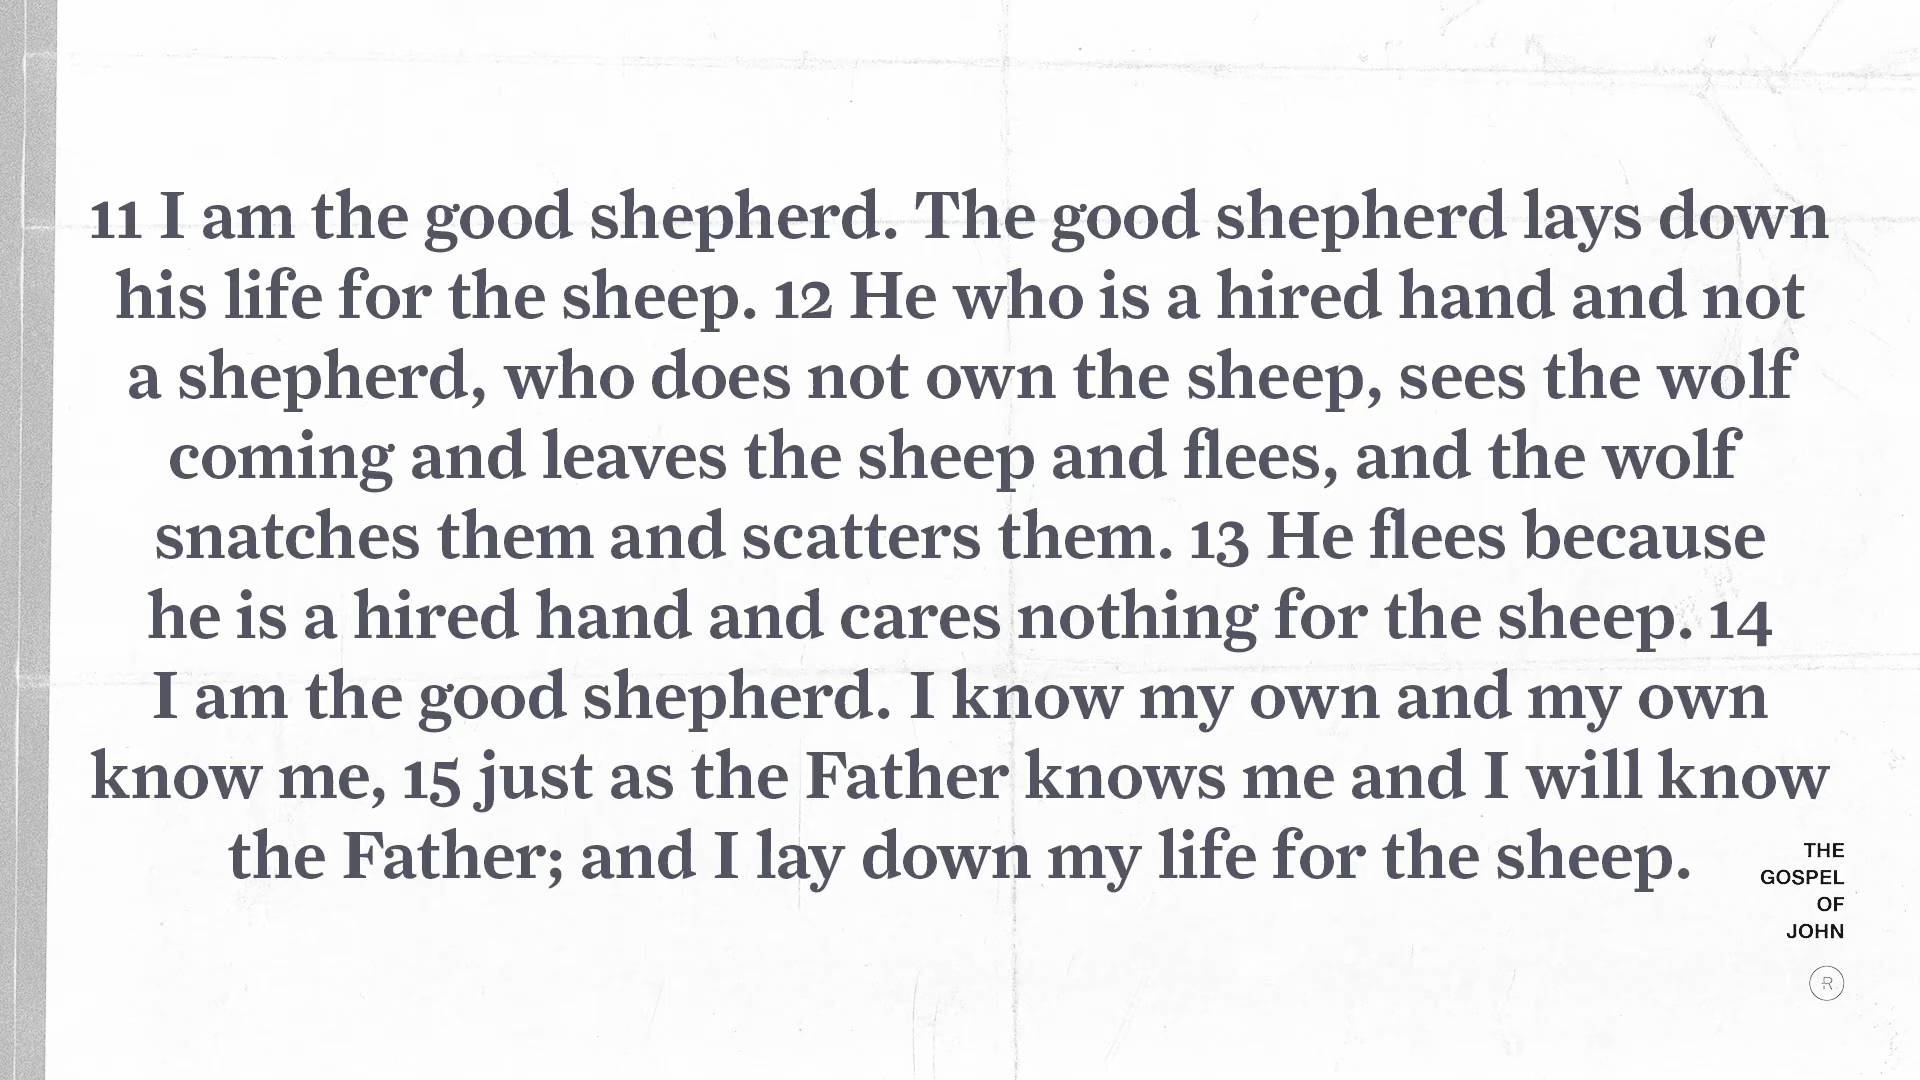 11 I am the good shepherd. The good shepherd lays down
his life for the sheep. 12 He who is a hired hand and not
a shepherd, who does not own the sheep, sees the wolf
coming and leaves the sheep and flees, and the wolf
snatches them and scatters them. 13 He flees because
he is a hired hand and cares nothing for the sheep. 14
I am the good shepherd. I know my own and my own
know me, 15 just as the Father knows me and I will know
the Father; and I lay down my life for the sheep.
THE
GOSPEL
OF
JOHN
R